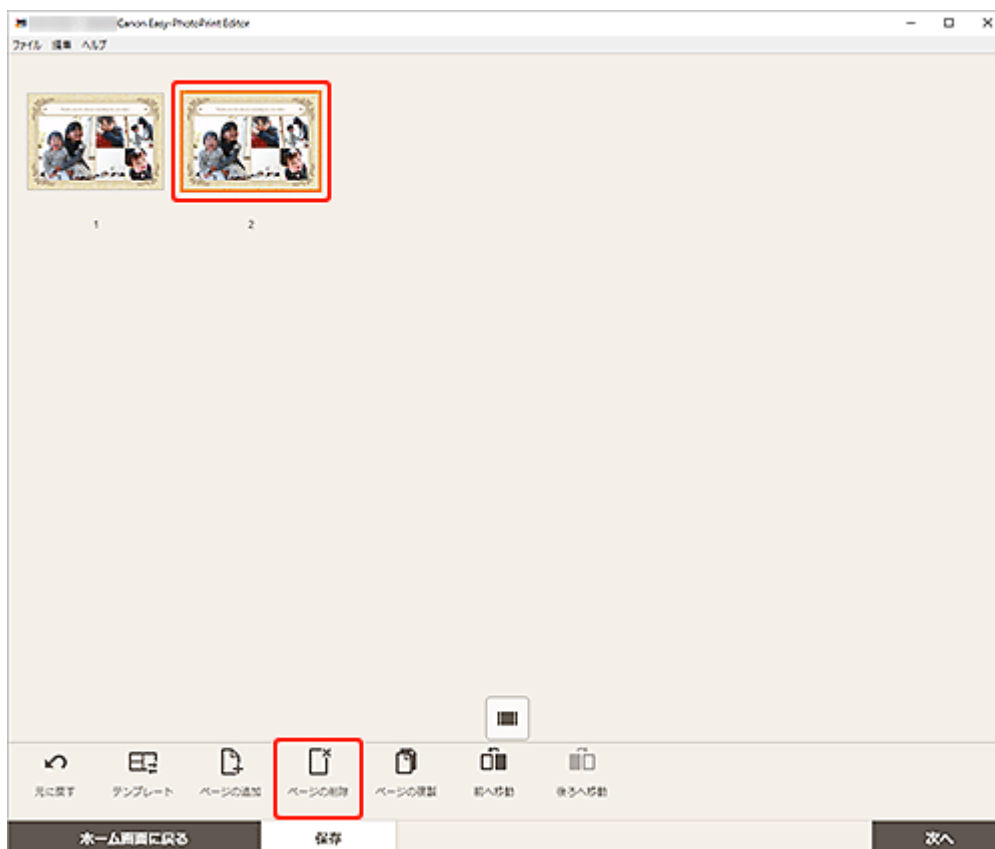 Canon Easy-PhotoPrint Editor
ファイル 編集 ヘルプ
1
2
元に戻す テンプレート ページの追加 ページの削除 ページの複製 前へ移動 後ろへ移動
ホーム画面に戻る 保存 次へ